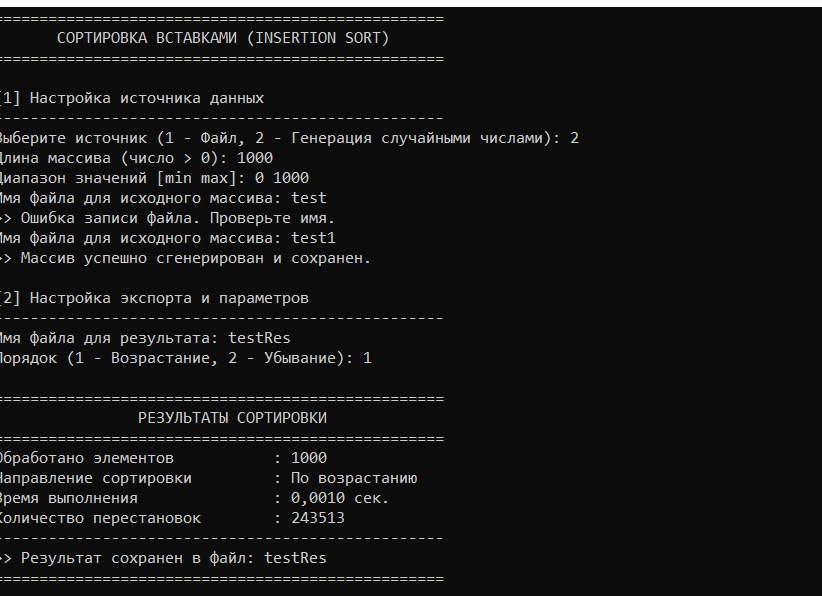 ==================================================
СОРТИРОВКА ВСТАВКАМИ (INSERTION SORT)
==================================================
[1] Настройка источника данных
--------------------------------------------------
Выберите источник (1 - Файл, 2 - Генерация случайными числами): 2
Длина массива (число > 0): 1000
Диапазон значений [min max]: 0 1000
Имя файла для исходного массива: test
>> Ошибка записи файла. Проверьте имя.
Имя файла для исходного массива: test1
>> Массив успешно сгенерирован и сохранен.
[2] Настройка экспорта и параметров
--------------------------------------------------
Имя файла для результата: testRes
Порядок (1 - Возрастание, 2 - Убывание): 1
==================================================
РЕЗУЛЬТАТЫ СОРТИРОВКИ
==================================================
Обработано элементов : 1000
Направление сортировки : По возрастанию
Время выполнения : 0,0010 сек.
Количество перестановок : 243513
--------------------------------------------------
>> Результат сохранен в файл: testRes
==================================================